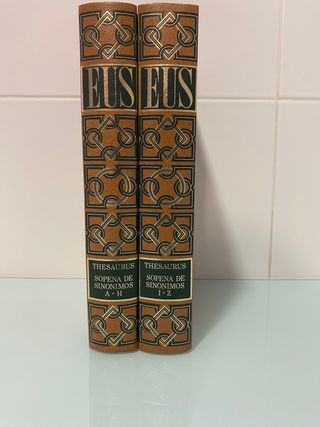 EUS
THESAURUS
SOPENA DE
SINONIMOS
A - H
EUS
THESAURUS
SOPENA DE
SINONIMOS
I - Z